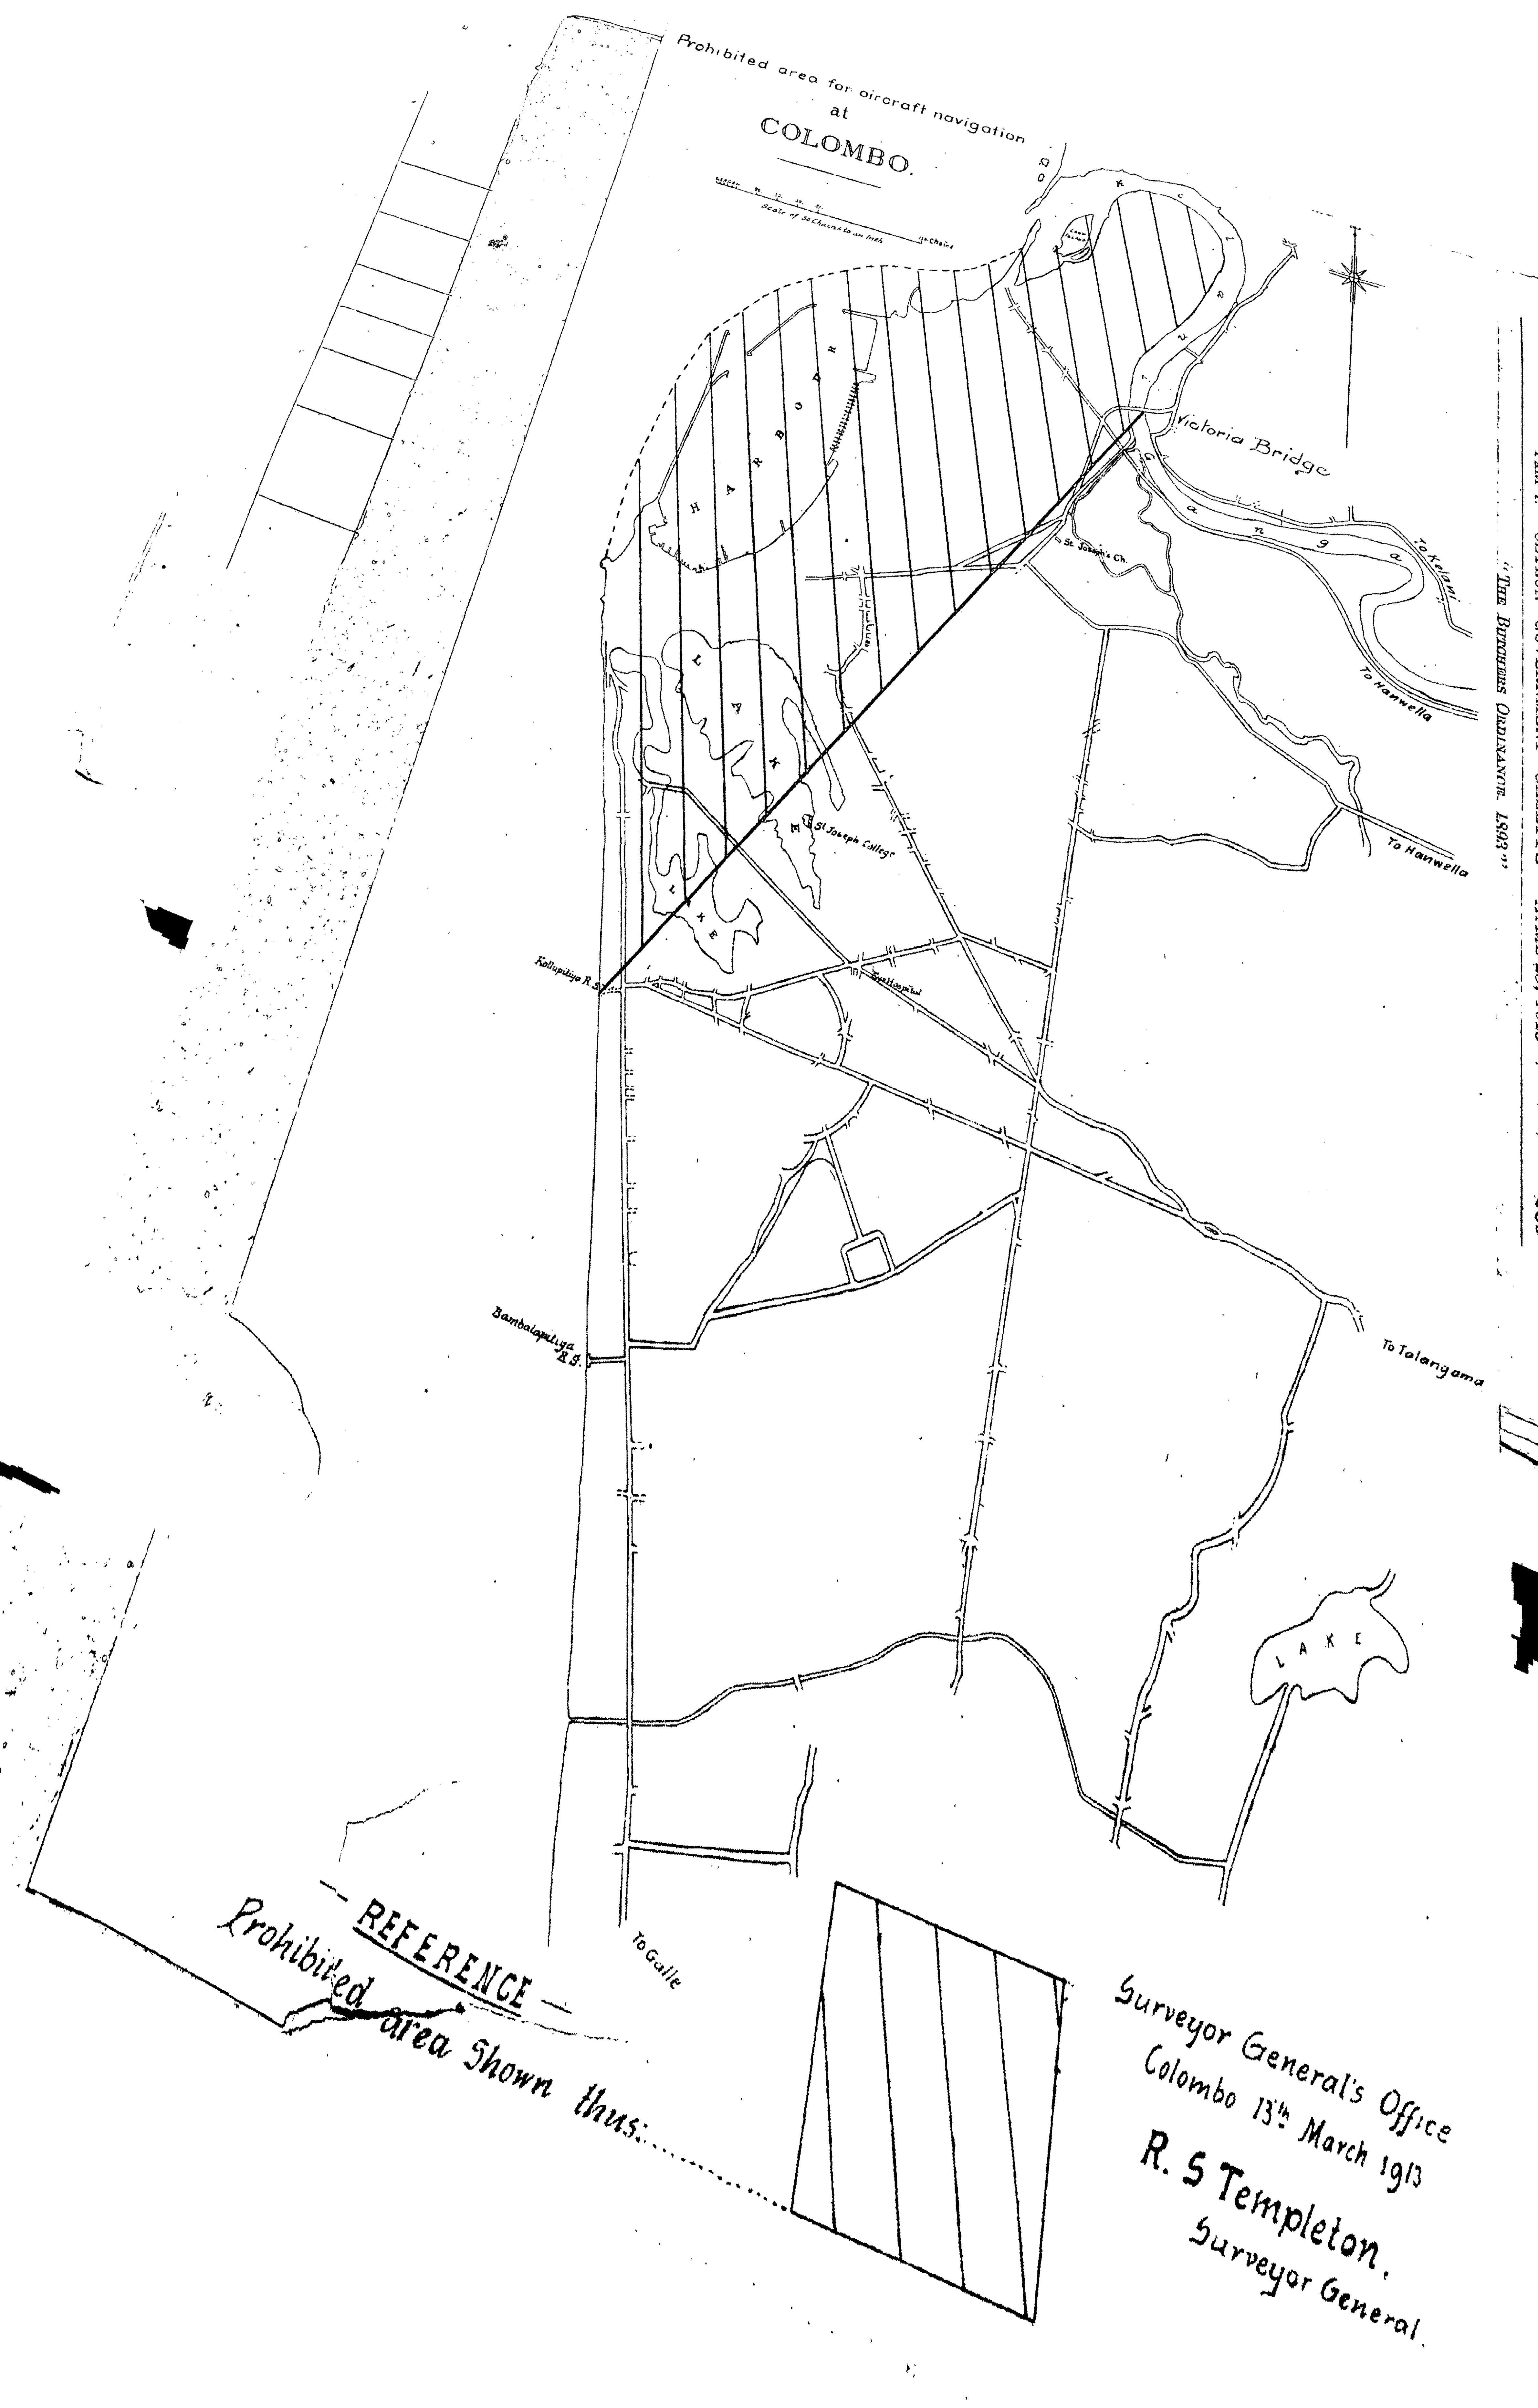 Prohibited area for aircraft navigation
at
COLOMBO.
Scale of 30 Chains to an Inch
Chains
HARBOUR
Victoria Bridge
Ganga
To Kelani
St. Joseph's Ch.
To Hanwella
To Hanwella
LAKE
St Joseph College
LKE
Kollupitiya R.S.
Eye Hospital
Bambalapitiya
R.S.
To Talangama
LAKE
To Galle
"THE BUTCHERS ORDINANCE, 1893"
REFERENCE
Prohibited area Shown thus:
Surveyor General's Office
Colombo 13th March 1913
R. S Templeton.
Surveyor General.